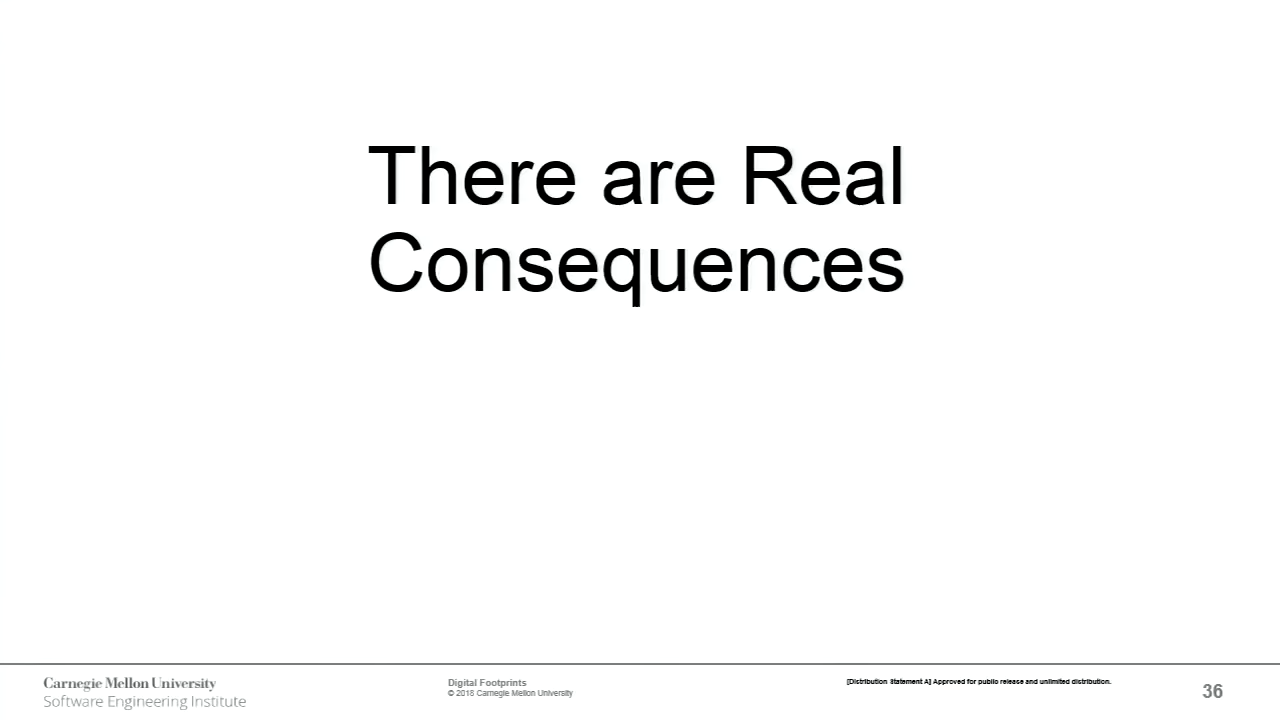 There are Real
Consequences
Carnegie Mellon University
Software Engineering Institute
Digital Footprints
© 2018 Carnegie Mellon University
[Distribution Statement A] Approved for public release and unlimited distribution.
36